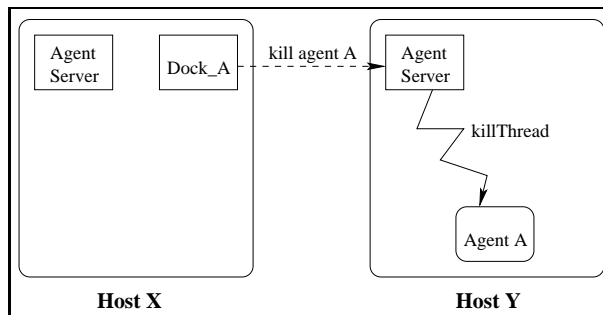 Agent
Server
Dock_A
kill agent A
Agent
Server
killThread
Agent A
Host X
Host Y